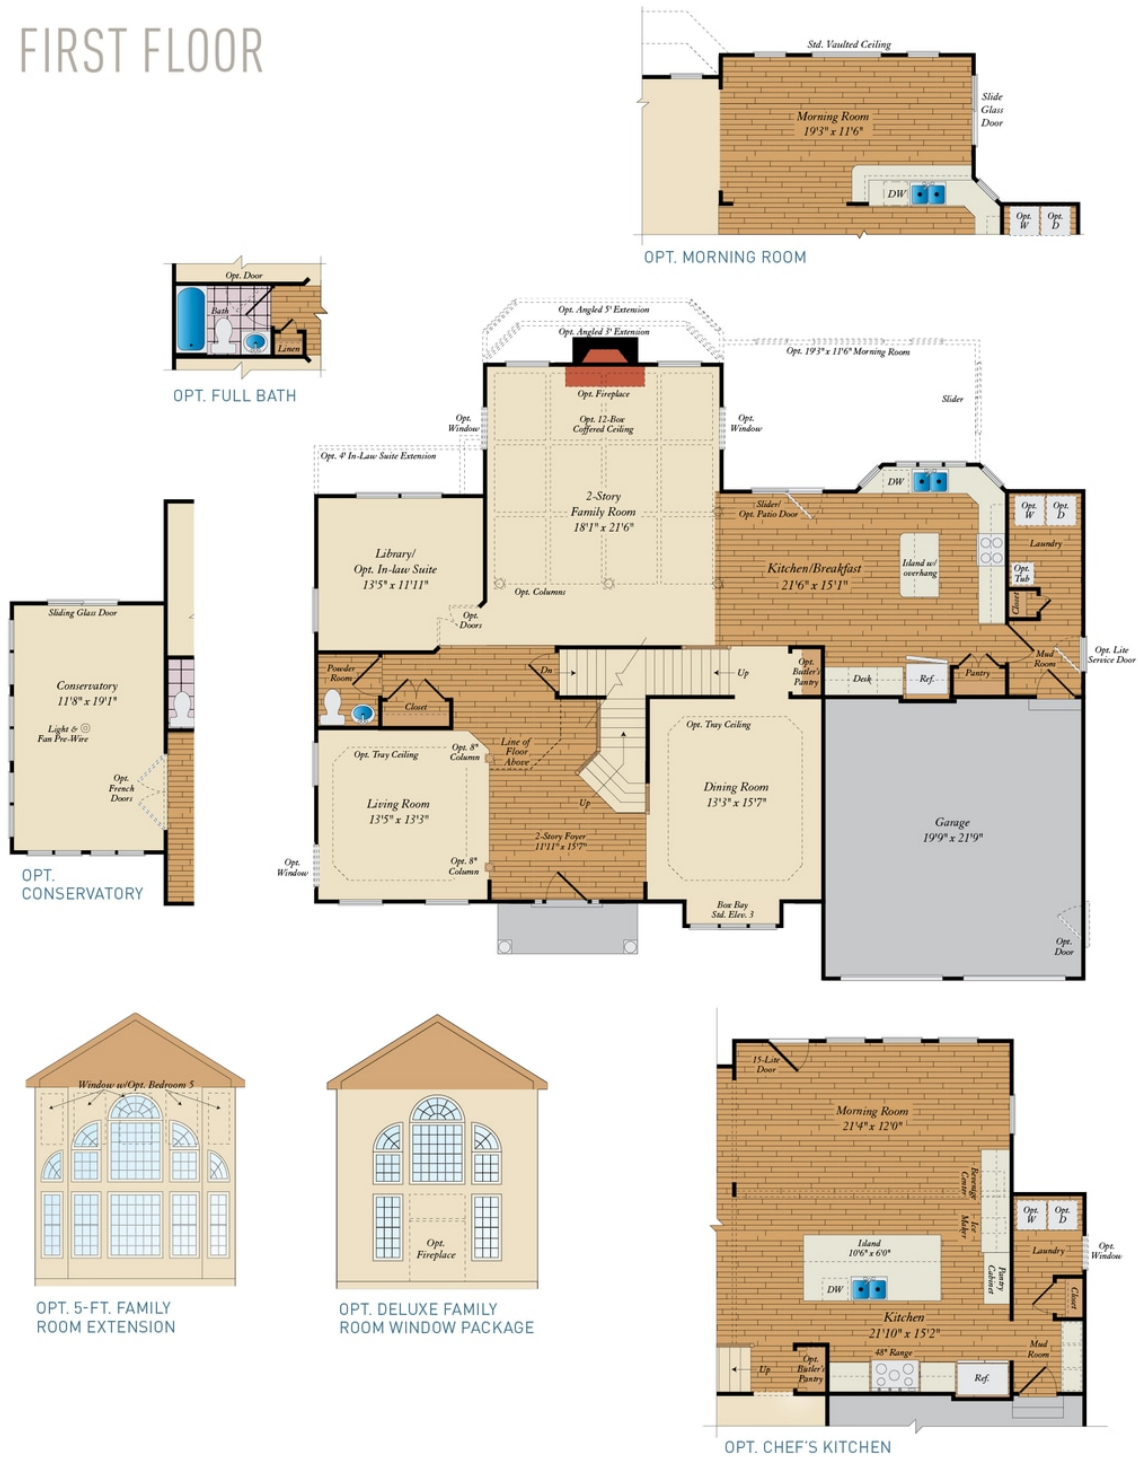 FIRST FLOOR
Std. Vaulted Ceiling
Morning Room
19'3" x 11'6"
Slide
Glass
Door
DW
Opt.
W
Opt.
D
OPT. MORNING ROOM
Opt. Door
Bath
Linen
OPT. FULL BATH
Opt. Angled 5' Extension
Opt. Angled 3' Extension
Opt. 19'3" x 11'6" Morning Room
Slider
Opt. Fireplace
Opt. 12-Box
Coffered Ceiling
Opt.
Window
Opt.
Window
Opt. 4' In-Law Suite Extension
2-Story
Family Room
18'1" x 21'6"
Slider/
Opt. Patio Door
DW
Opt.
W
Opt.
D
Laundry
Library/
Opt. In-law Suite
13'5" x 11'11"
Kitchen/Breakfast
21'6" x 15'1"
Island w/
overhang
Opt.
Tub
Closet
Opt. Columns
Opt.
Doors
Opt. Lite
Service Door
Mud
Room
Powder
Room
Dn
Up
Opt.
Butler's
Pantry
Desk
Ref.
Pantry
Closet
Opt. Tray Ceiling
Line of
Floor
Above
Opt. 8"
Column
Opt. Tray Ceiling
Living Room
13'5" x 13'3"
Up
Dining Room
13'3" x 15'7"
Garage
19'9" x 21'9"
2-Story Foyer
11'11" x 15'7"
Opt.
Window
Opt. 8"
Column
Box Bay
Std. Elev. 3
Opt.
Door
Sliding Glass Door
Conservatory
11'8" x 19'1"
Light &
Fan Pre-Wire
Opt.
French
Doors
OPT.
CONSERVATORY
Window w/Opt. Bedroom 5
OPT. 5-FT. FAMILY
ROOM EXTENSION
Opt.
Fireplace
OPT. DELUXE FAMILY
ROOM WINDOW PACKAGE
15-Lite
Door
Morning Room
21'4" x 12'0"
Beverage
Center
Ice
Maker
Opt.
W
Opt.
D
Island
10'6" x 6'0"
Laundry
Opt.
Window
Pantry
Cabinet
DW
Closet
Kitchen
21'10" x 15'2"
48" Range
Mud
Room
Up
Opt.
Butler's
Pantry
Ref.
OPT. CHEF'S KITCHEN